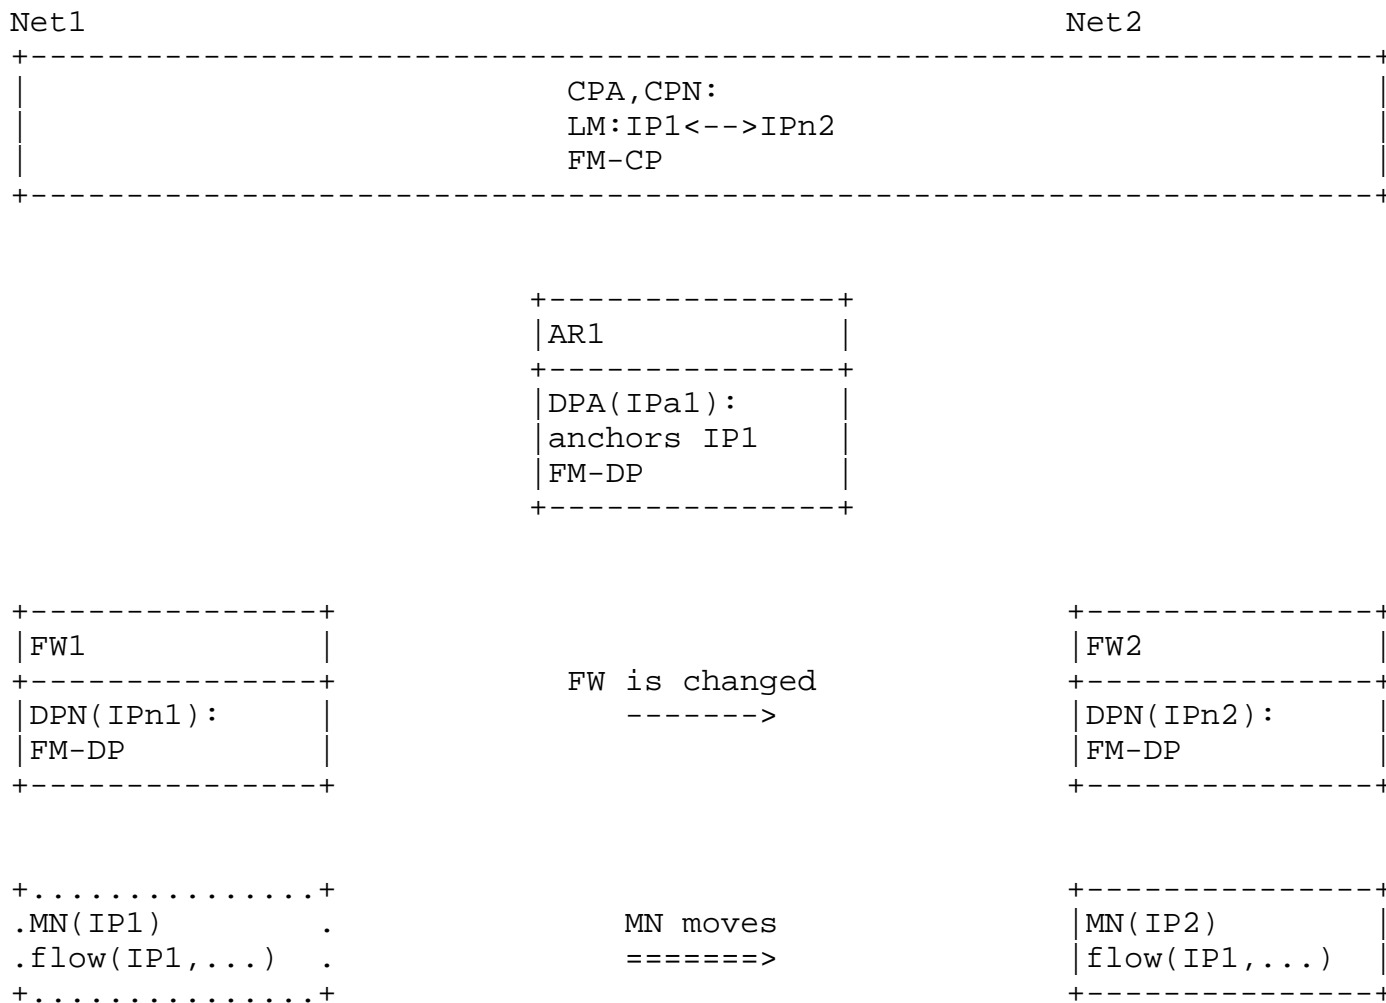 Net1 Net2
+-----------------------------------------------------------------------+
| CPA,CPN: |
| LM:IP1<-->IPn2 |
| FM-CP |
+-----------------------------------------------------------------------+
+---------------+
|AR1 |
+---------------+
|DPA(IPa1): |
|anchors IP1 |
|FM-DP |
+---------------+
+---------------+ +---------------+
|FW1 | |FW2 |
+---------------+ FW is changed +---------------+
|DPN(IPn1): | -------> |DPN(IPn2): |
|FM-DP | |FM-DP |
+---------------+ +---------------+
+...............+ +---------------+
.MN(IP1) . MN moves |MN(IP2) |
.flow(IP1,...) . =======> |flow(IP1,...) |
+...............+ +---------------+